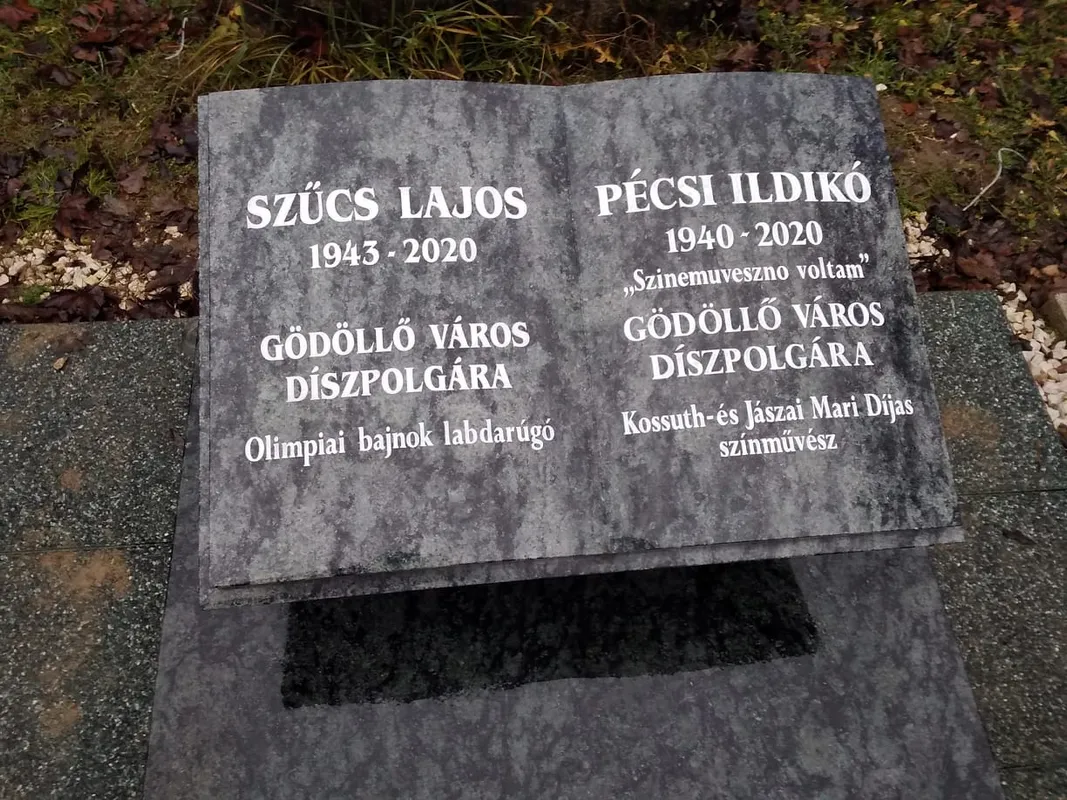 SZŰCS LAJOS
1943 - 2020
GÖDÖLLŐ VÁROS
DÍSZPOLGÁRA
Olimpiai bajnok labdarúgó
PÉCSI ILDIKÓ
1940 - 2020
„Szinemuveszno voltam”
GÖDÖLLŐ VÁROS
DÍSZPOLGÁRA
Kossuth-és Jászai Mari Díjas
színművész